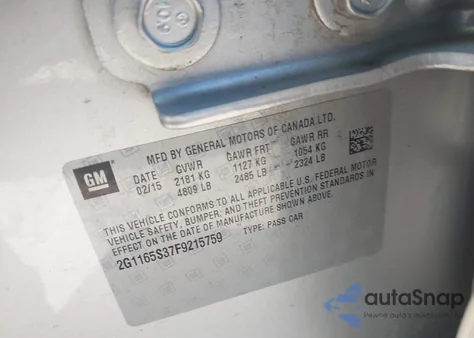 60
GM
MFD BY GENERAL MOTORS OF CANADA LTD.
DATE GVWR GAWR FRT GAWR RR
02/15 2181 KG 1127 KG 1054 KG
4809 LB 2485 LB 2324 LB
THIS VEHICLE CONFORMS TO ALL APPLICABLE U.S. FEDERAL MOTOR
VEHICLE SAFETY, BUMPER, AND THEFT PREVENTION STANDARDS IN
EFFECT ON THE DATE OF MANUFACTURE SHOWN ABOVE.
2G1165S37F9215759 TYPE: PASS CAR
autoSnap